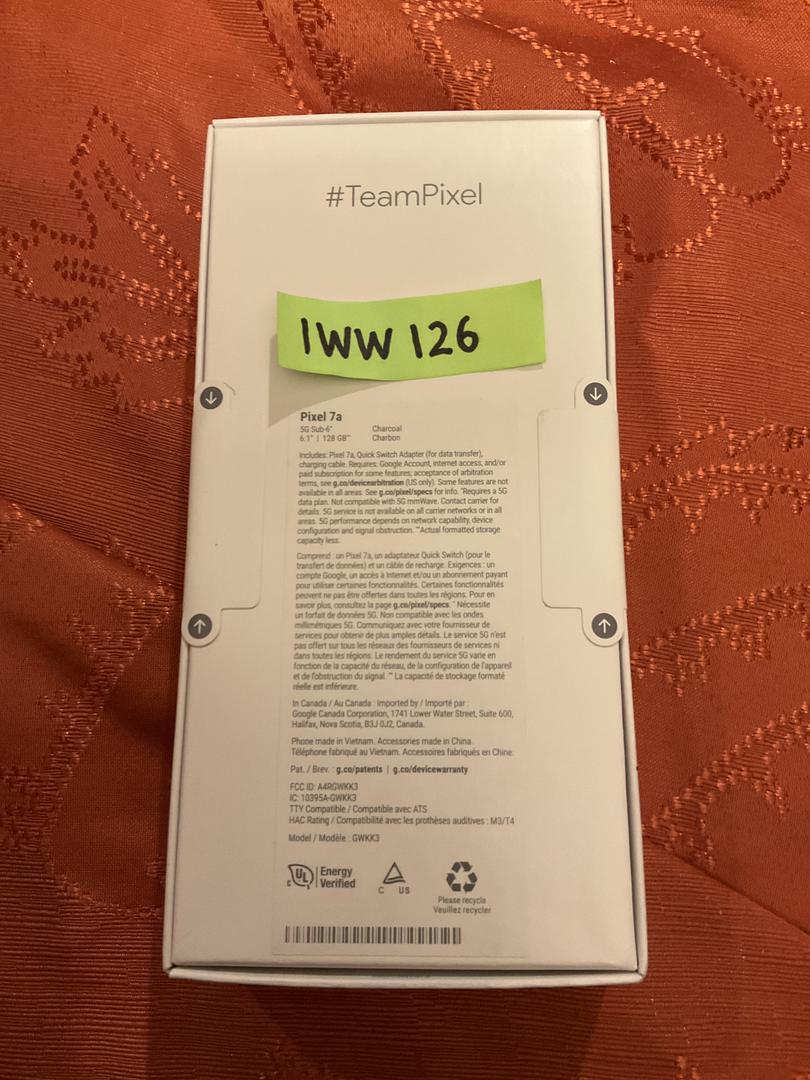 #TeamPixel
IWW 126
Pixel 7a
5G Sub-6* Charcoal
6.1" | 128 GB** Charbon
Includes: Pixel 7a, Quick Switch Adapter (for data transfer),
charging cable. Requires: Google Account, internet access, and/or
paid subscription for some features; acceptance of arbitration
terms, see g.co/devicearbitration (US only). Some features are not
available in all areas. See g.co/pixel/specs for info. *Requires a 5G
data plan. Not compatible with 5G mmWave. Contact carrier for
details. 5G service is not available on all carrier networks or in all
areas. 5G performance depends on network capability, device
configuration and signal obstruction. **Actual formatted storage
capacity less.
Comprend : un Pixel 7a, un adaptateur Quick Switch (pour le
transfert de données) et un câble de recharge. Exigences : un
compte Google, un accès à Internet et/ou un abonnement payant
pour utiliser certaines fonctionnalités. Certaines fonctionnalités
peuvent ne pas être offertes dans toutes les régions. Pour en
savoir plus, consultez la page g.co/pixel/specs. * Nécessite
un forfait de données 5G. Non compatible avec les ondes
millimétriques 5G. Communiquez avec votre fournisseur de
services pour obtenir de plus amples détails. Le service 5G n'est
pas offert sur tous les réseaux des fournisseurs de services ni
dans toutes les régions. Le rendement du service 5G varie en
fonction de la capacité du réseau, de la configuration de l'appareil
et de l'obstruction du signal. ** La capacité de stockage formaté
réelle est inférieure.
In Canada / Au Canada : Imported by / Importé par :
Google Canada Corporation, 1741 Lower Water Street, Suite 600,
Halifax, Nova Scotia, B3J 0J2, Canada.
Phone made in Vietnam. Accessories made in China.
Téléphone fabriqué au Vietnam. Accessoires fabriqués en Chine.
Pat. / Brev. : g.co/patents | g.co/devicewarranty
FCC ID: A4RGWKK3
IC: 10395A-GWKK3
TTY Compatible / Compatible avec ATS
HAC Rating / Compatibilité avec les prothèses auditives : M3/T4
Model / Modèle : GWKK3
c UL us Energy
Verified
C US
Please recycle
Veuillez recycler